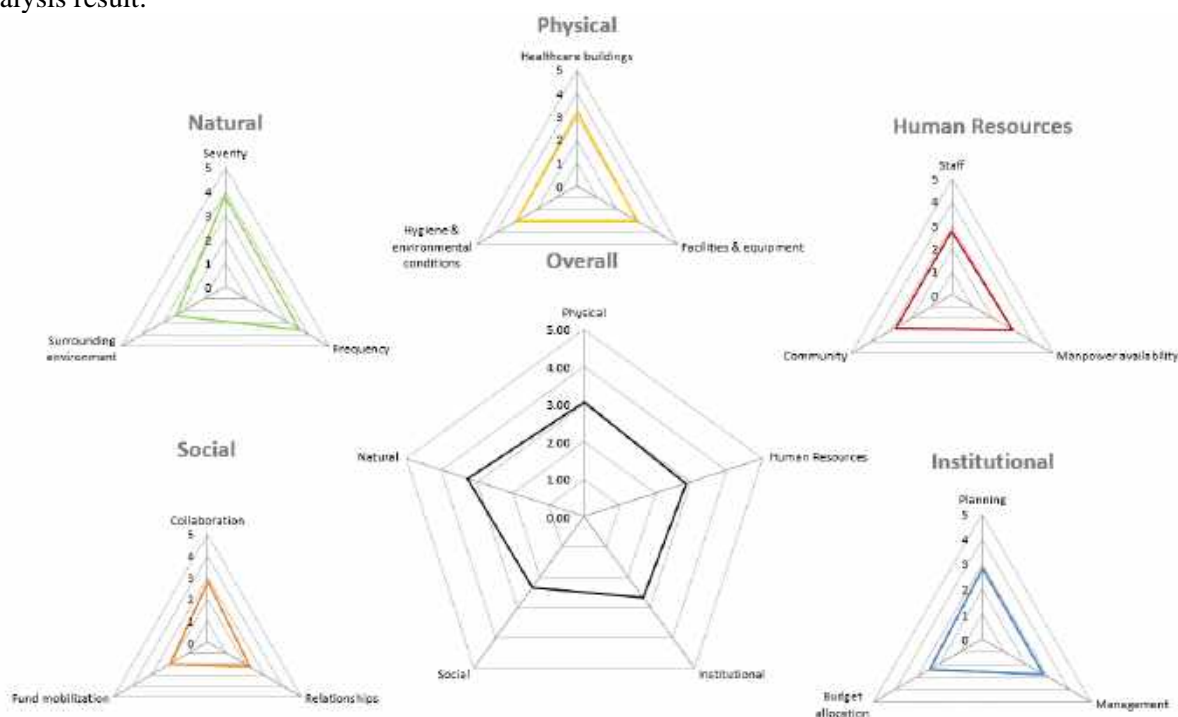 alysis result.
Physical
Healthcare buildings
5
4
3
2
1
0
Hygiene &
environmental
conditions
Facilities & equipment
Natural
Severity
5
4
3
2
1
0
Surrounding
environment
Frequency
Human Resources
Staff
5
4
3
2
1
0
Community
Manpower availability
Overall
Physical
5.00
4.00
3.00
2.00
1.00
0.00
Natural
Human Resources
Social
Institutional
Social
Collaboration
5
4
3
2
1
0
Fund mobilization
Relationships
Institutional
Planning
5
4
3
2
1
0
Budget
allocation
Management